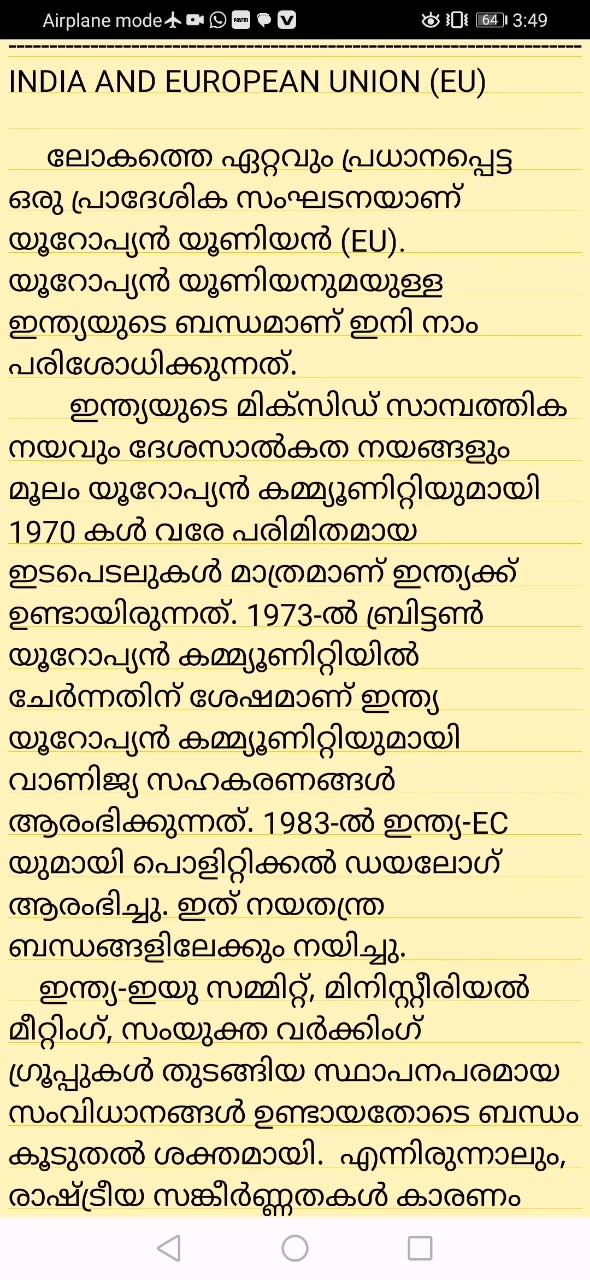 Airplane mode 64 3:49
INDIA AND EUROPEAN UNION (EU)
ലോകത്തെ ഏറ്റവും പ്രധാനപ്പെട്ട
ഒരു പ്രാദേശിക സംഘടനയാണ്
യൂറോപ്യൻ യൂണിയൻ (EU).
യൂറോപ്യൻ യൂണിയനുമയുള്ള
ഇന്ത്യയുടെ ബന്ധമാണ് ഇനി നാം
പരിശോധിക്കുന്നത്.
ഇന്ത്യയുടെ മിക്സിഡ് സാമ്പത്തിക
നയവും ദേശസാൽകത നയങ്ങളും
മൂലം യൂറോപ്യൻ കമ്മ്യൂണിറ്റിയുമായി
1970 കൾ വരേ പരിമിതമായ
ഇടപെടലുകൾ മാത്രമാണ് ഇന്ത്യക്ക്
ഉണ്ടായിരുന്നത്. 1973-ൽ ബ്രിട്ടൺ
യൂറോപ്യൻ കമ്മ്യൂണിറ്റിയിൽ
ചേർന്നതിന് ശേഷമാണ് ഇന്ത്യ
യൂറോപ്യൻ കമ്മ്യൂണിറ്റിയുമായി
വാണിജ്യ സഹകരണങ്ങൾ
ആരംഭിക്കുന്നത്. 1983-ൽ ഇന്ത്യ-EC
യുമായി പൊളിറ്റിക്കൽ ഡയലോഗ്
ആരംഭിച്ചു. ഇത് നയതന്ത്ര
ബന്ധങ്ങളിലേക്കും നയിച്ചു.
ഇന്ത്യ-ഇയു സമ്മിറ്റ്, മിനിസ്റ്റീരിയൽ
മീറ്റിംഗ്, സംയുക്ത വർക്കിംഗ്
ഗ്രൂപ്പുകൾ തുടങ്ങിയ സ്ഥാപനപരമായ
സംവിധാനങ്ങൾ ഉണ്ടായതോടെ ബന്ധം
കൂടുതൽ ശക്തമായി. എന്നിരുന്നാലും,
രാഷ്ട്രീയ സങ്കീർണ്ണതകൾ കാരണം